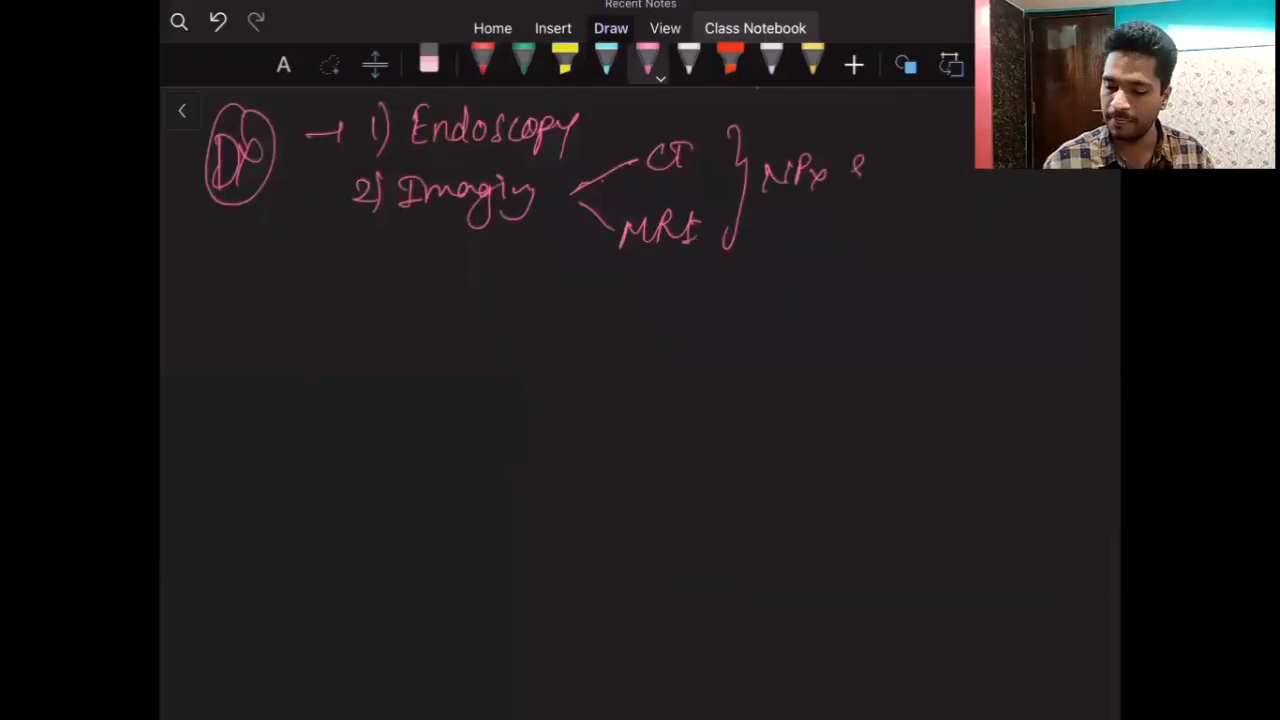 Recent Notes
Home Insert Draw View Class Notebook
A
Dx → 1) Endoscopy
2) Imaging
CT
MRI
} NPx &